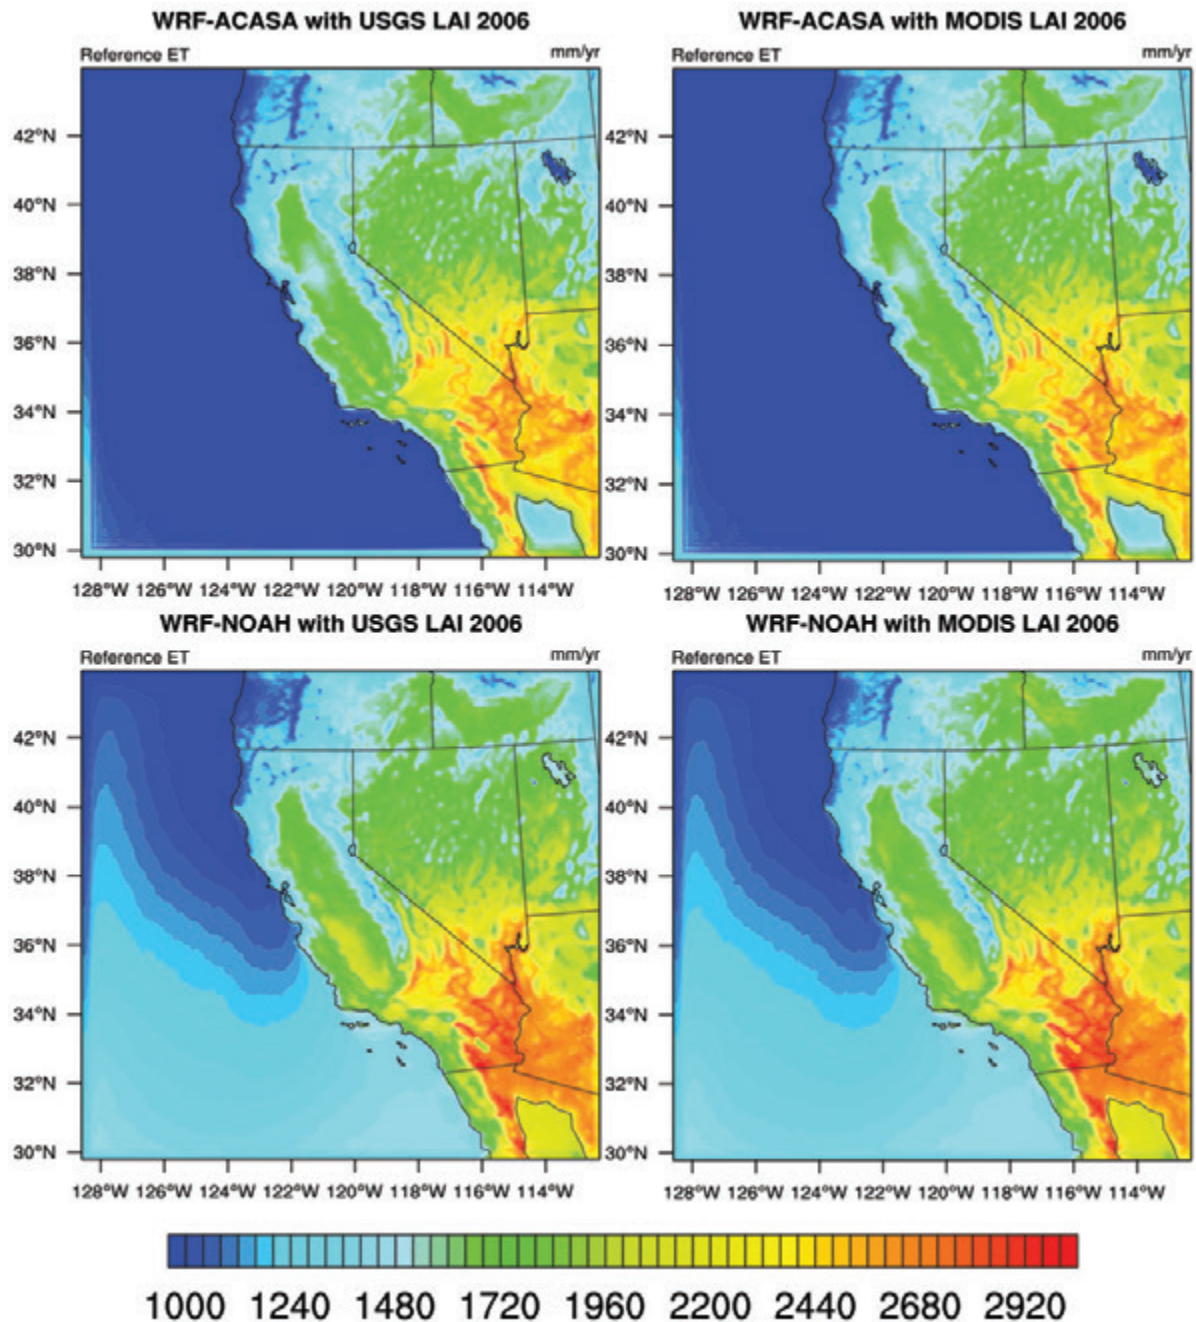 WRF-ACASA with USGS LAI 2006 WRF-ACASA with MODIS LAI 2006
Reference ET mm/yr Reference ET mm/yr
42°N 42°N
40°N 40°N
38°N 38°N
36°N 36°N
34°N 34°N
32°N 32°N
30°N 30°N
128°W 126°W 124°W 122°W 120°W 118°W 116°W 114°W 128°W 126°W 124°W 122°W 120°W 118°W 116°W 114°W
WRF-NOAH with USGS LAI 2006 WRF-NOAH with MODIS LAI 2006
Reference ET mm/yr Reference ET mm/yr
42°N 42°N
40°N 40°N
38°N 38°N
36°N 36°N
34°N 34°N
32°N 32°N
30°N 30°N
128°W 126°W 124°W 122°W 120°W 118°W 116°W 114°W 128°W 126°W 124°W 122°W 120°W 118°W 116°W 114°W
1000 1240 1480 1720 1960 2200 2440 2680 2920